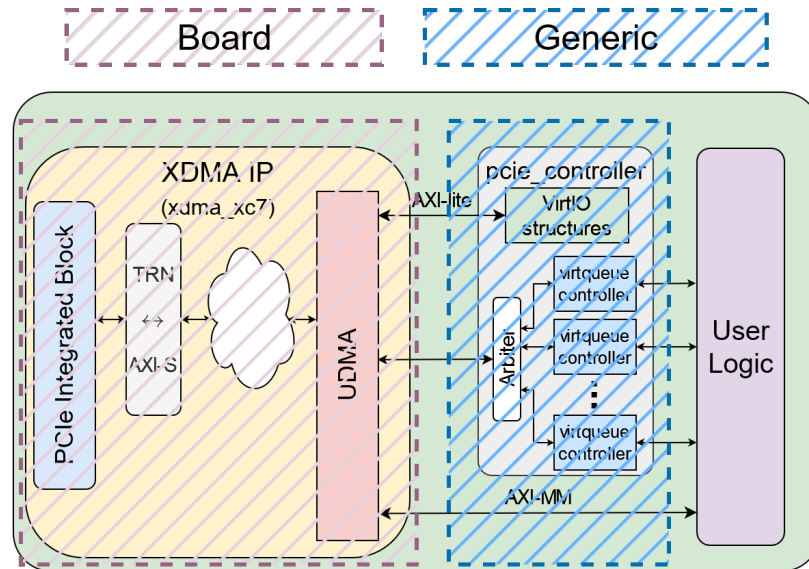 Board
Generic
XDMA IP
(xdma_xc7)
PCIe Integrated Block
TRN
↔
AXI-S
UDMA
AXI-lite
pcie_controller
VirtIO
structures
Arbiter
virtqueue
controller
virtqueue
controller
...
virtqueue
controller
AXI-MM
User
Logic